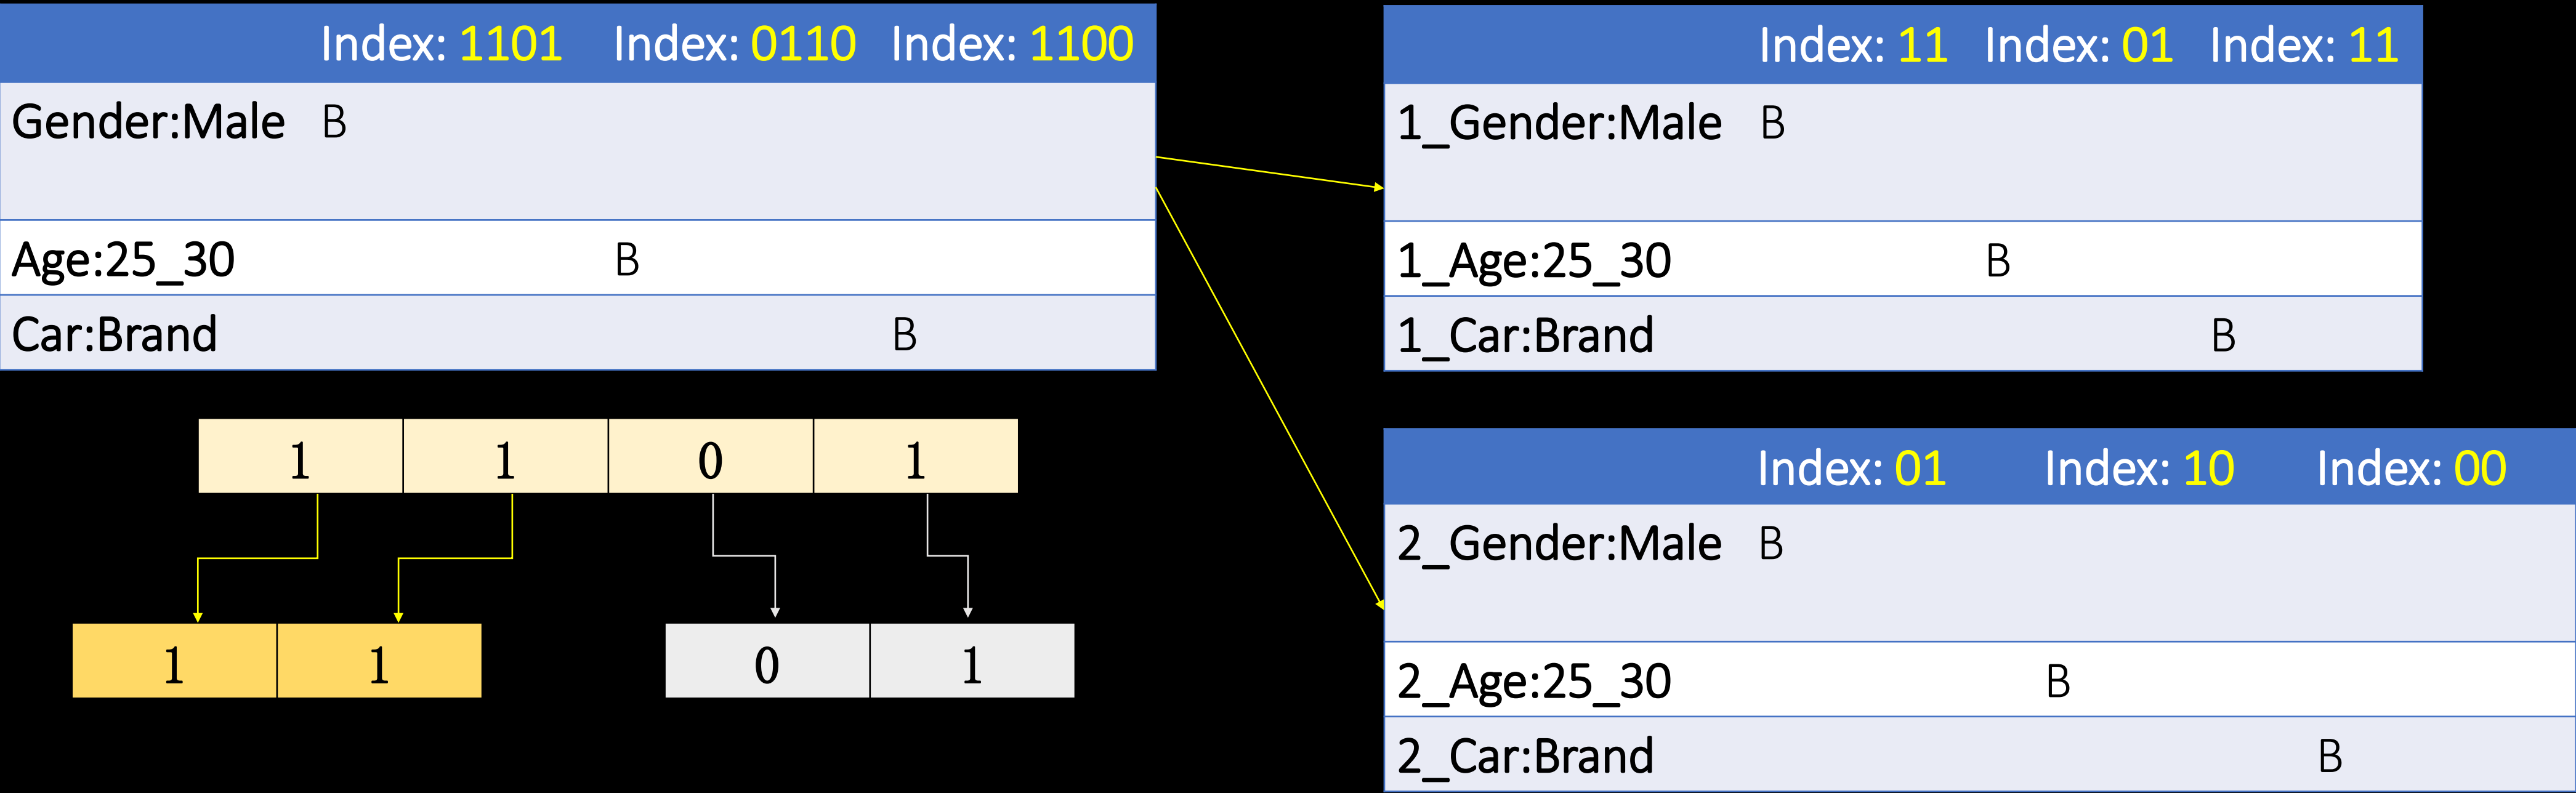 Index: 1101 Index: 0110 Index: 1100
Gender:Male B
Age:25_30 B
Car:Brand B
1 1 0 1
1 1 0 1
Index: 11 Index: 01 Index: 11
1_Gender:Male B
1_Age:25_30 B
1_Car:Brand B
Index: 01 Index: 10 Index: 00
2_Gender:Male B
2_Age:25_30 B
2_Car:Brand B